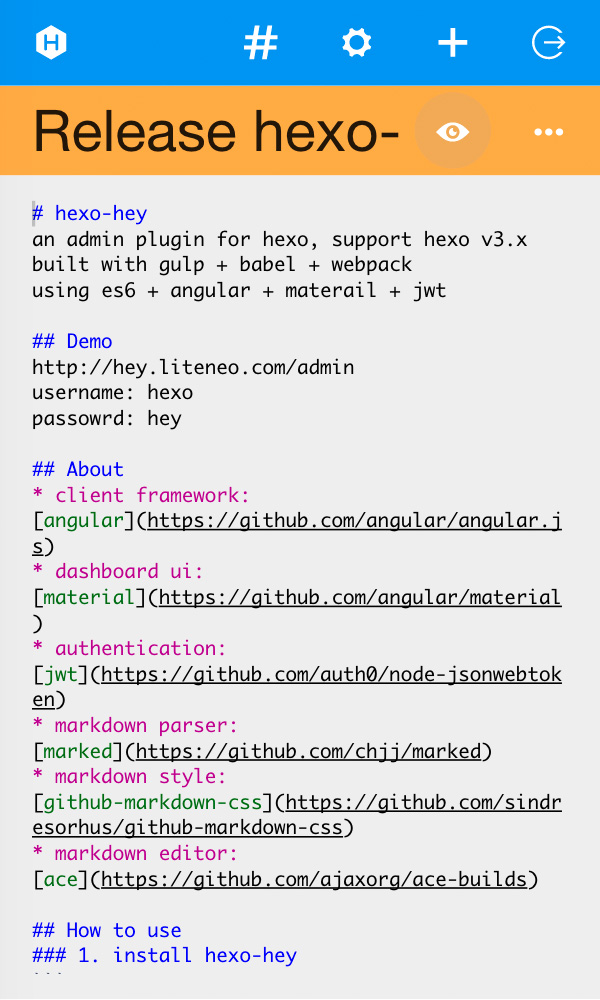 H
#
Release hexo-
# hexo-hey
an admin plugin for hexo, support hexo v3.x
built with gulp + babel + webpack
using es6 + angular + materail + jwt
## Demo
http://hey.liteneo.com/admin
username: hexo
passowrd: hey
## About
* client framework:
[angular](https://github.com/angular/angular.j
s)
* dashboard ui:
[material](https://github.com/angular/material
)
* authentication:
[jwt](https://github.com/auth0/node-jsonwebtok
en)
* markdown parser:
[marked](https://github.com/chjj/marked)
* markdown style:
[github-markdown-css](https://github.com/sindr
esorhus/github-markdown-css)
* markdown editor:
[ace](https://github.com/ajaxorg/ace-builds)
## How to use
### 1. install hexo-hey
```